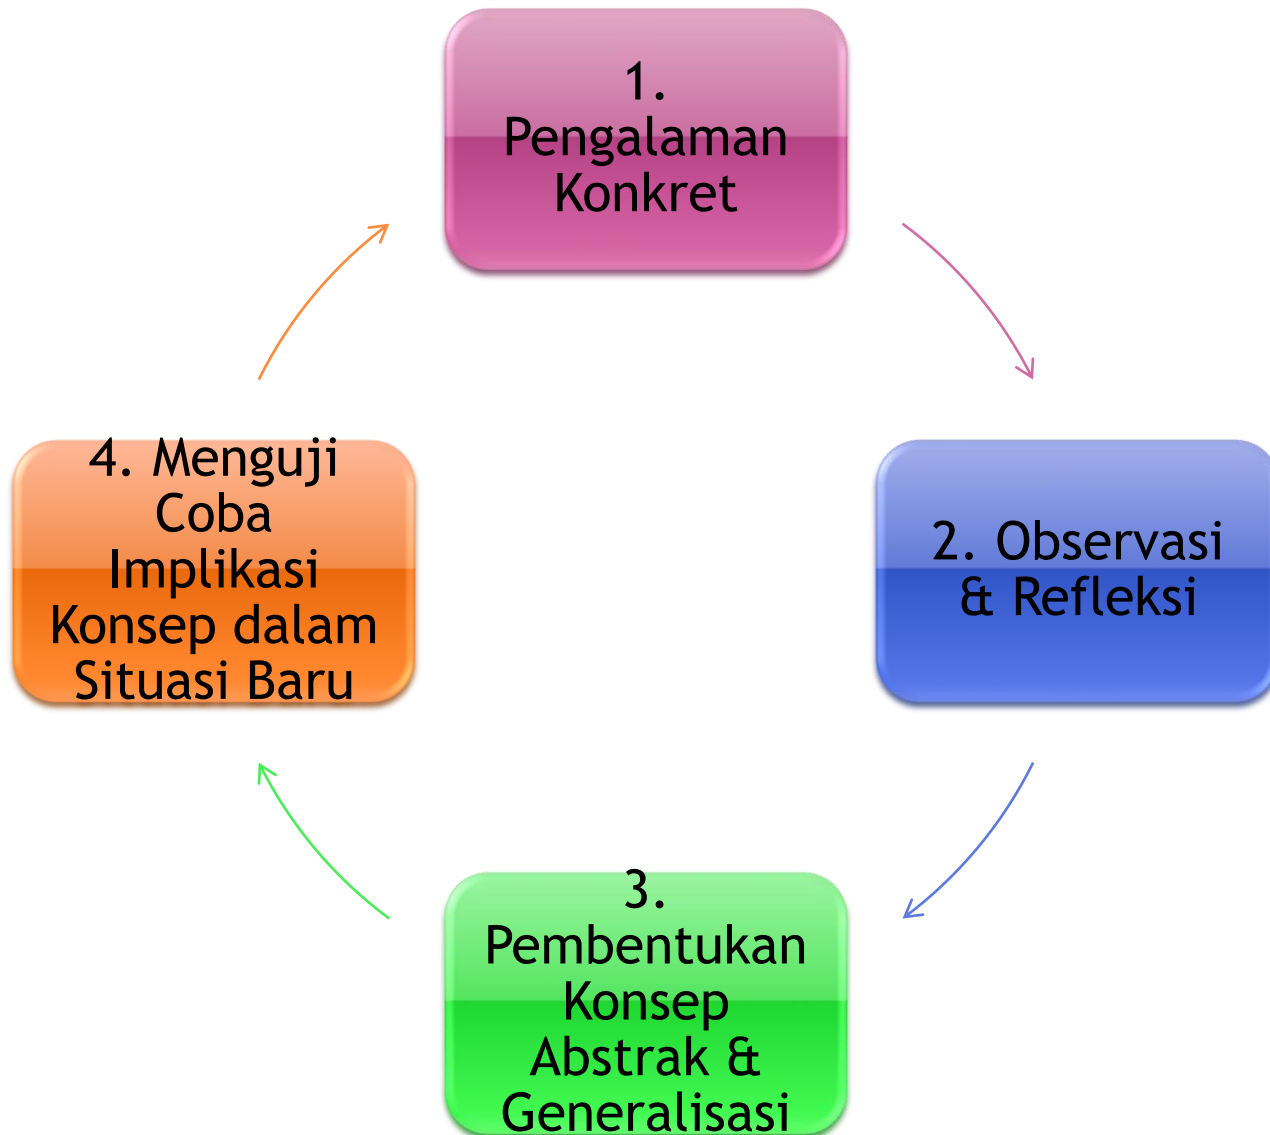 1.
Pengalaman
Konkret
2. Observasi
& Refleksi
3.
Pembentukan
Konsep
Abstrak &
Generalisasi
4. Menguji
Coba
Implikasi
Konsep dalam
Situasi Baru